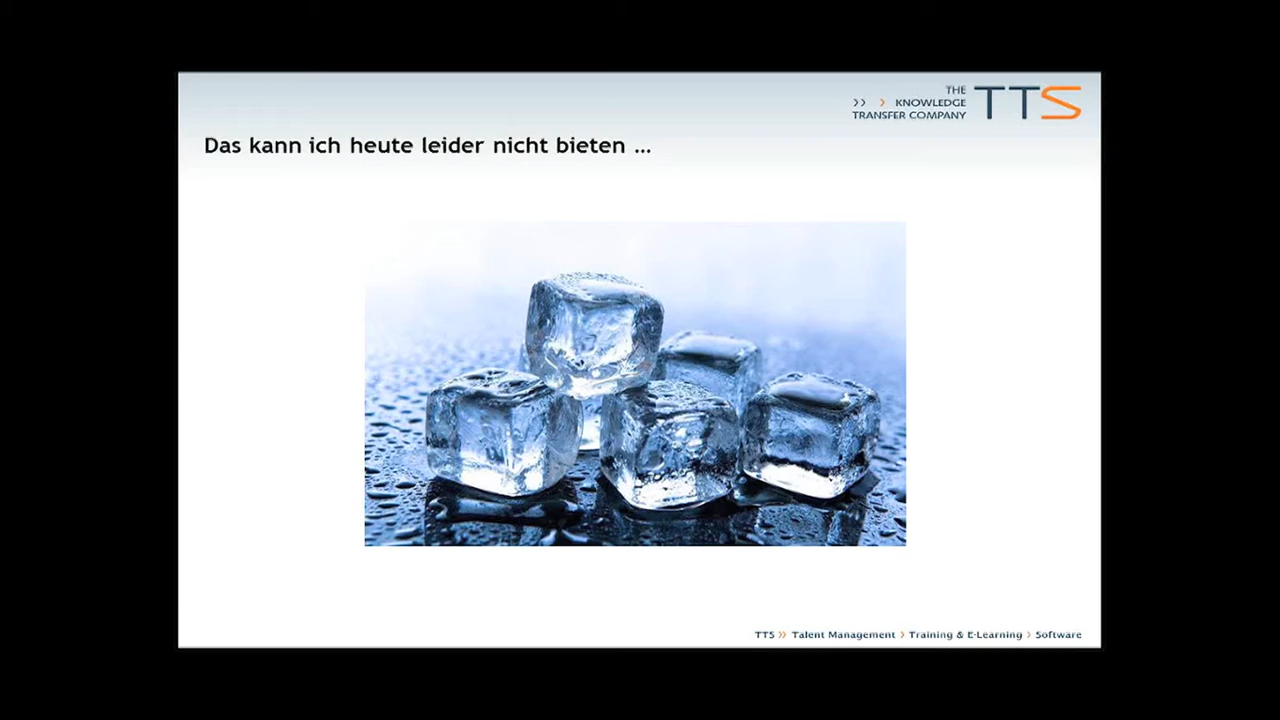 THE
›› › KNOWLEDGE
TRANSFER COMPANY
TTS
Das kann ich heute leider nicht bieten ...
TTS ›› Talent Management › Training & E-Learning › Software